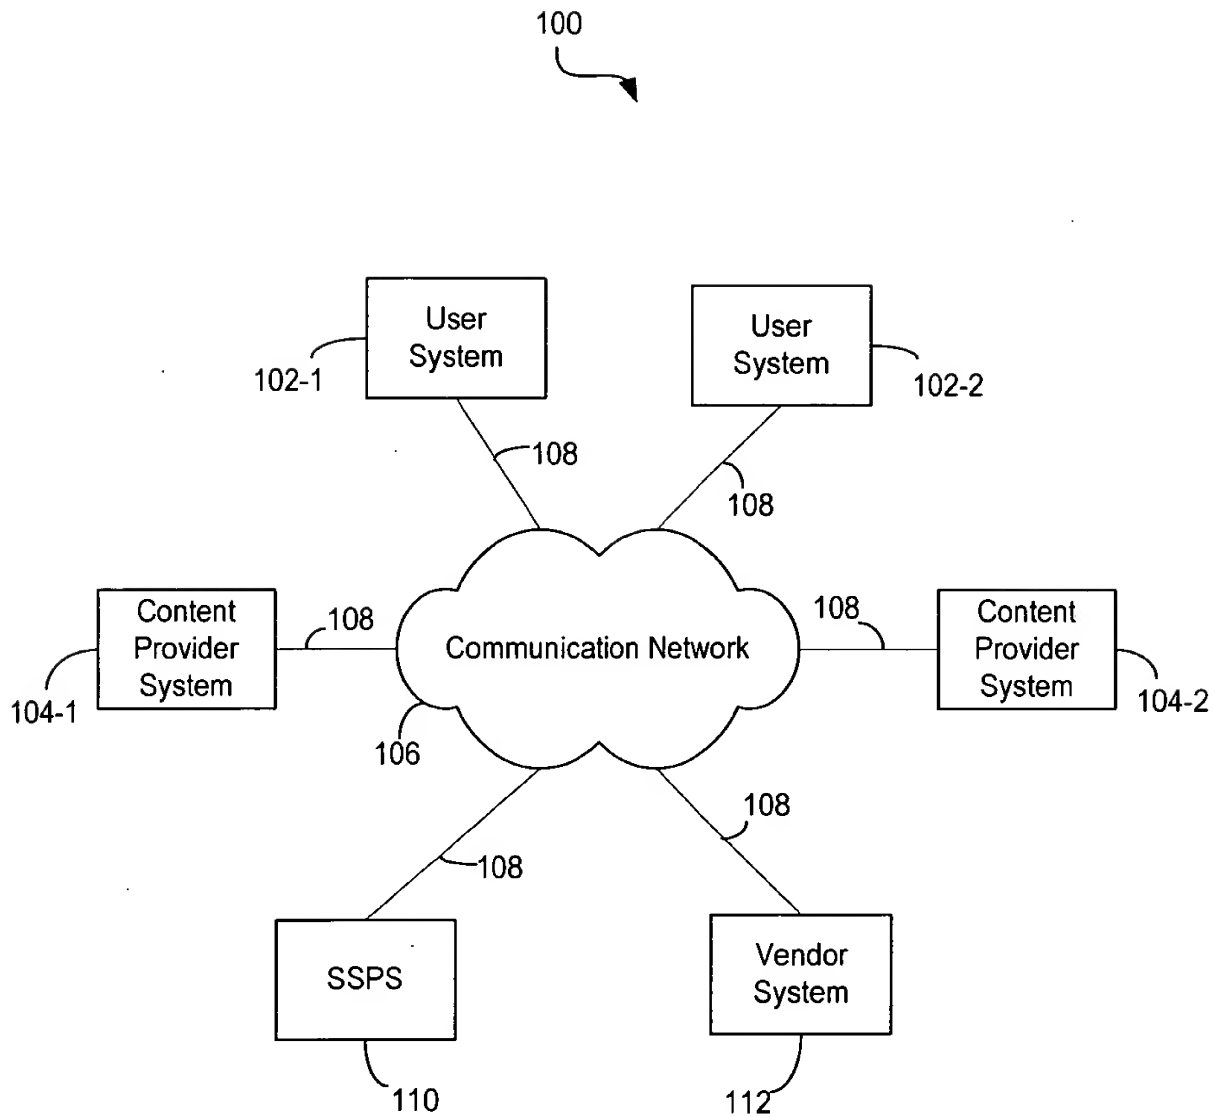 100
User
System
102-1
User
System
102-2
108
108
Content
Provider
System
104-1
108
Communication Network
106
108
Content
Provider
System
104-2
108
108
SSPS
110
Vendor
System
112